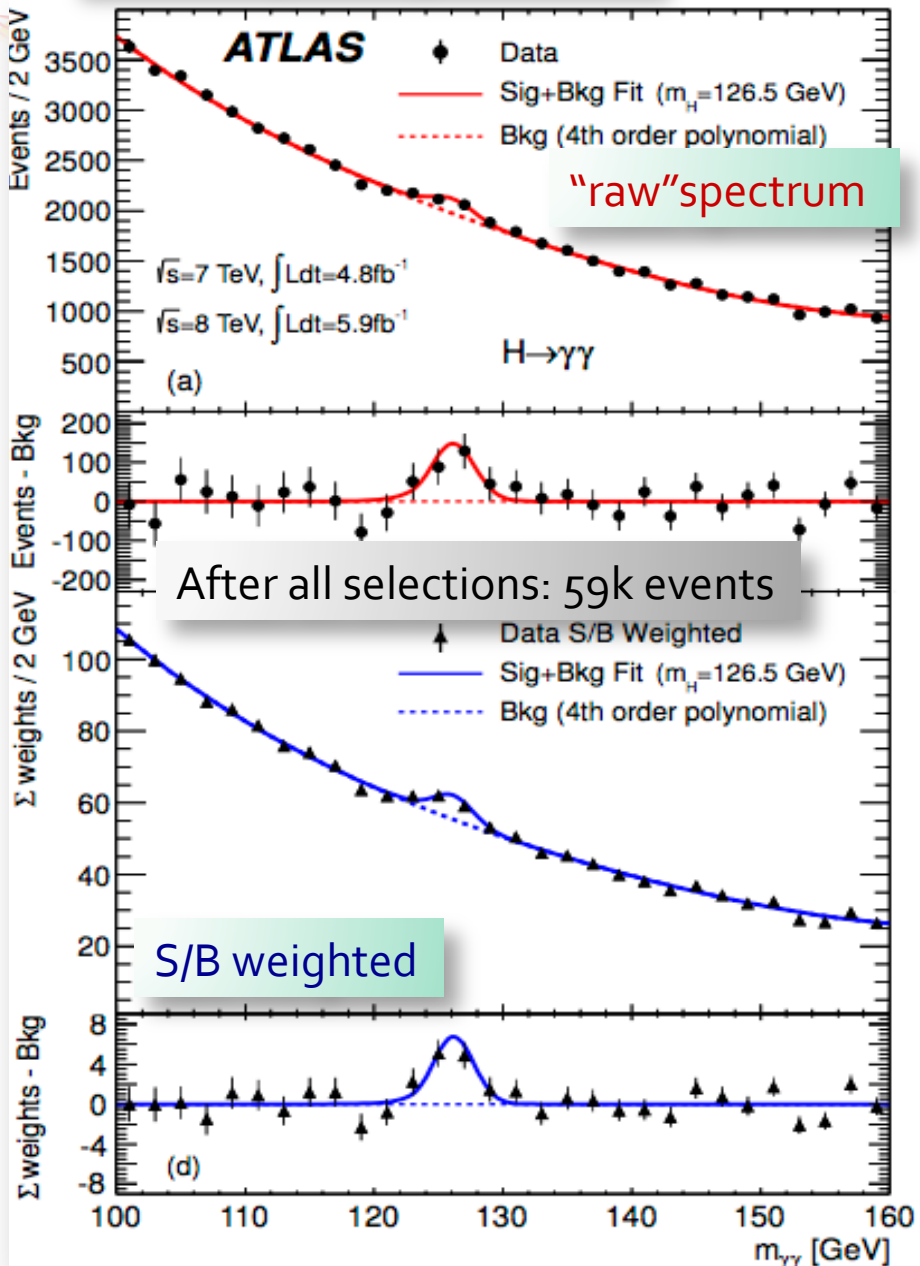 ATLAS
Data
Sig+Bkg Fit (mH=126.5 GeV)
Bkg (4th order polynomial)
"raw"spectrum
Events / 2 GeV
3500
3000
2500
2000
1500
1000
500
√s=7 TeV, ∫Ldt=4.8fb⁻¹
√s=8 TeV, ∫Ldt=5.9fb⁻¹
H→γγ
(a)
Events - Bkg
200
100
0
-100
-200
After all selections: 59k events
Data S/B Weighted
Sig+Bkg Fit (mH=126.5 GeV)
Bkg (4th order polynomial)
Σ weights / 2 GeV
100
80
60
40
20
S/B weighted
Σ weights - Bkg
8
4
0
-4
-8
(d)
100 110 120 130 140 150 160
mγγ [GeV]